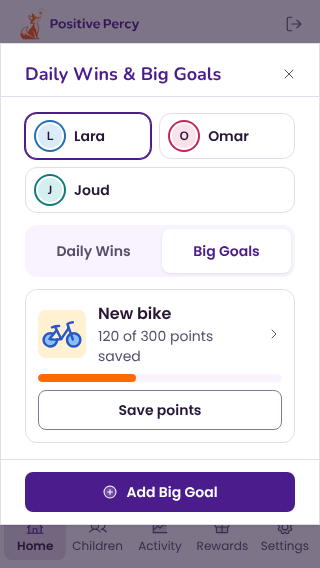 Positive Percy
Daily Wins & Big Goals
L Lara
O Omar
J Joud
Daily Wins
Big Goals
New bike
120 of 300 points
saved
Save points
Add Big Goal
Home Children Activity Rewards Settings